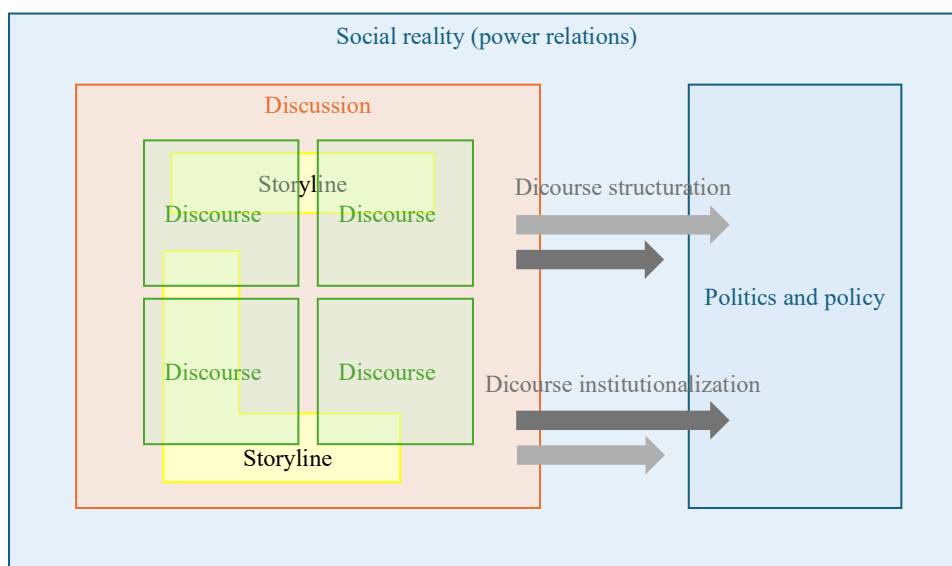 Social reality (power relations)
Discussion
Storyline
Discourse
Discourse
Dicourse structuration
Politics and policy
Discourse
Discourse
Dicourse institutionalization
Storyline